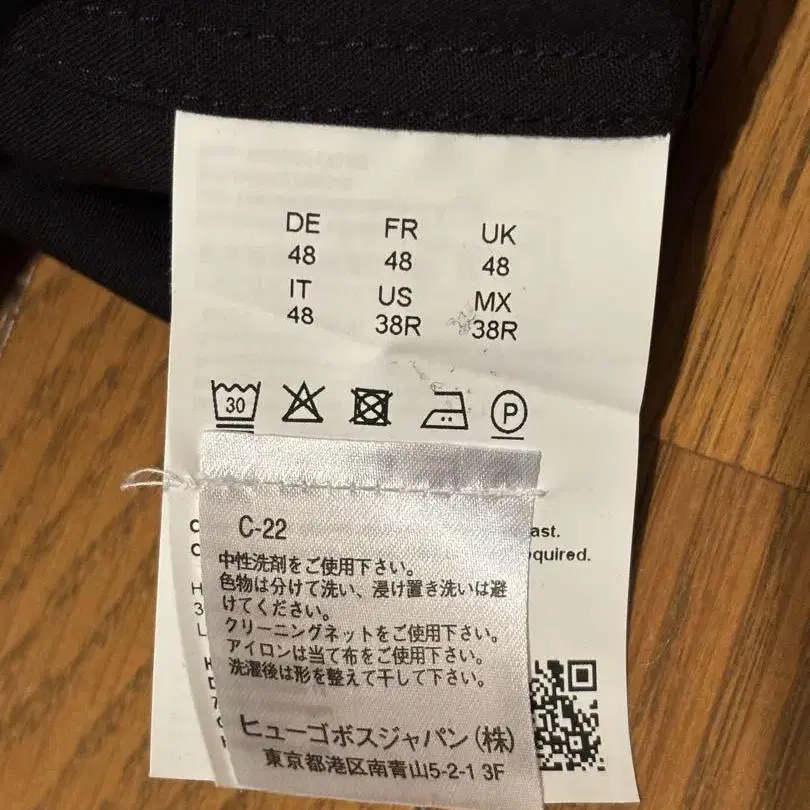 DE FR UK
48 48 48
IT US MX
48 38R 38R
30 P
C-22
中性洗剤をご使用下さい。
色物は分けて洗い、浸け置き洗いは避
けてください。
クリーニングネットをご使用下さい。
アイロンは当て布をご使用下さい。
洗濯後は形を整えて干して下さい。
ヒューゴボスジャパン(株)
東京都港区南青山5-2-1 3F